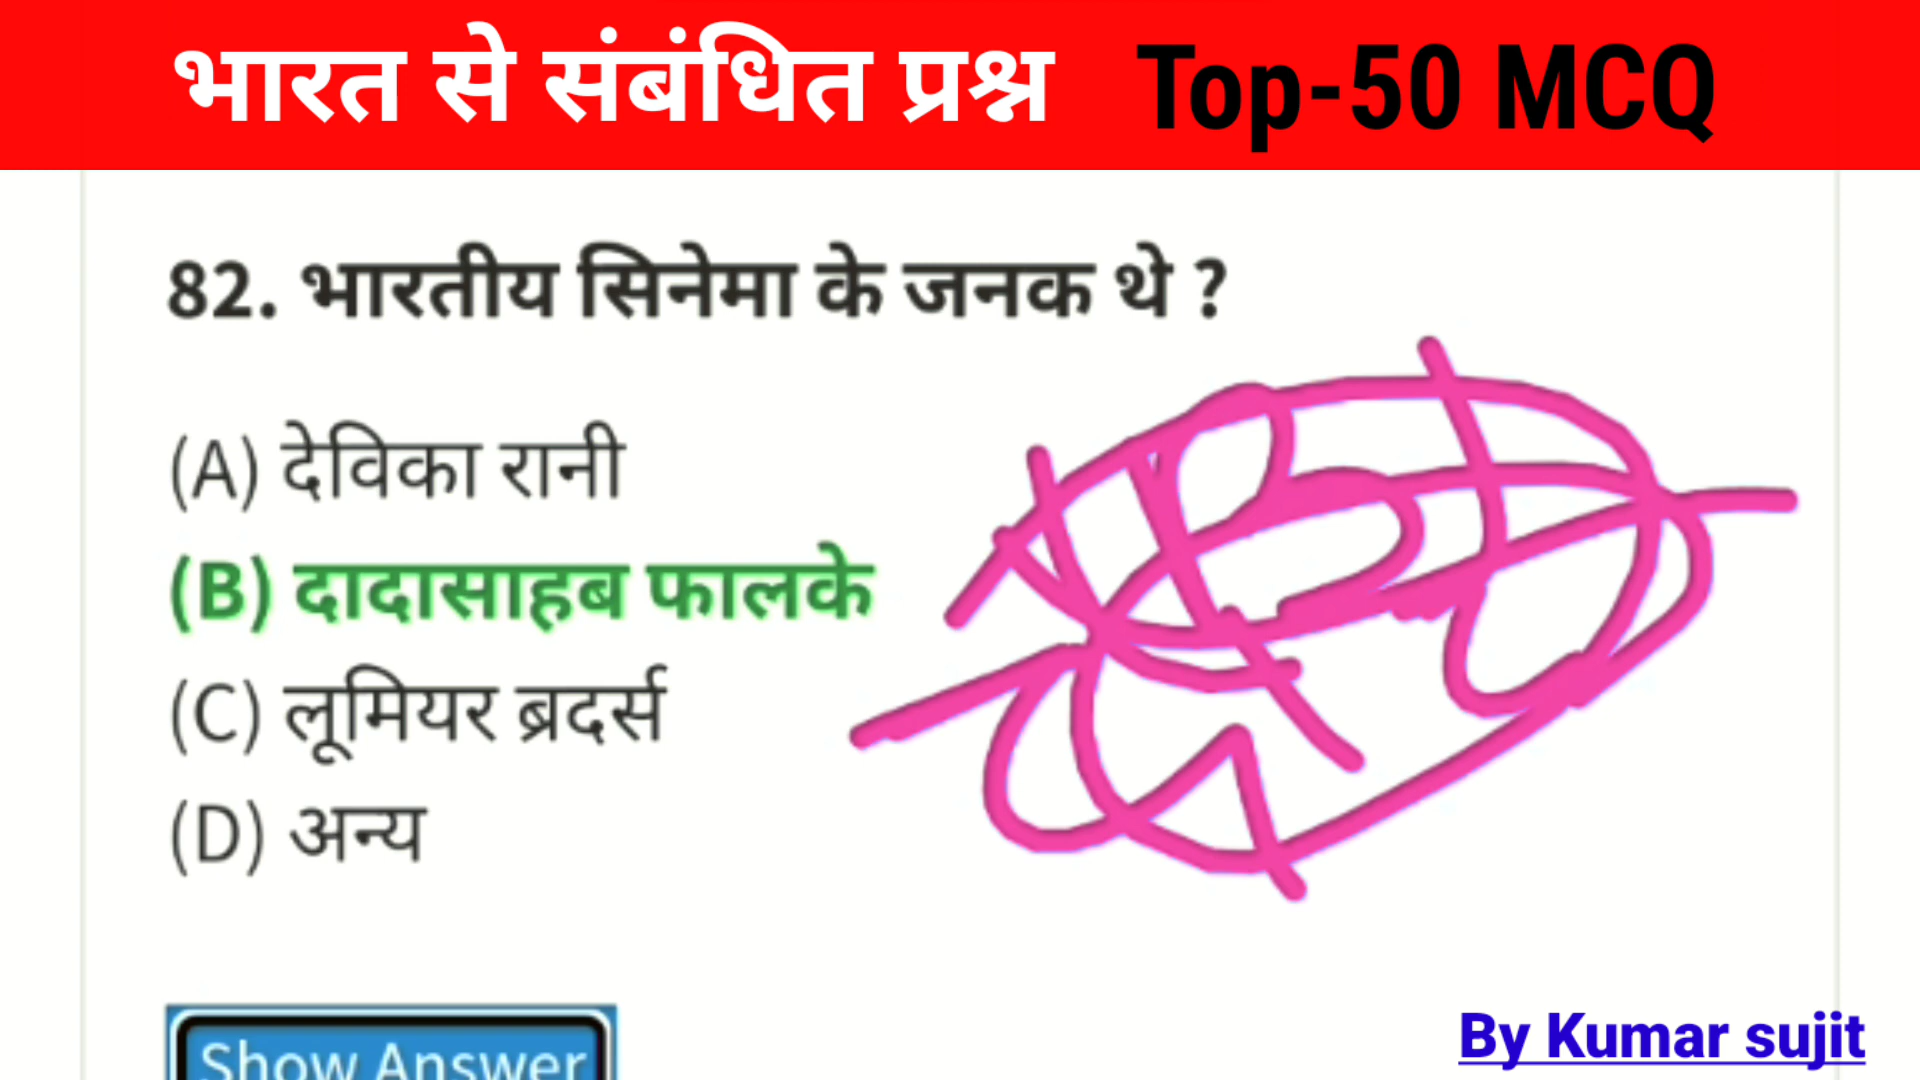 भारत से संबंधित प्रश्न Top-50 MCQ
82. भारतीय सिनेमा के जनक थे ?
(A) देविका रानी
(B) दादासाहब फालके
(C) लूमियर ब्रदर्स
(D) अन्य
Show Answer
By Kumar sujit